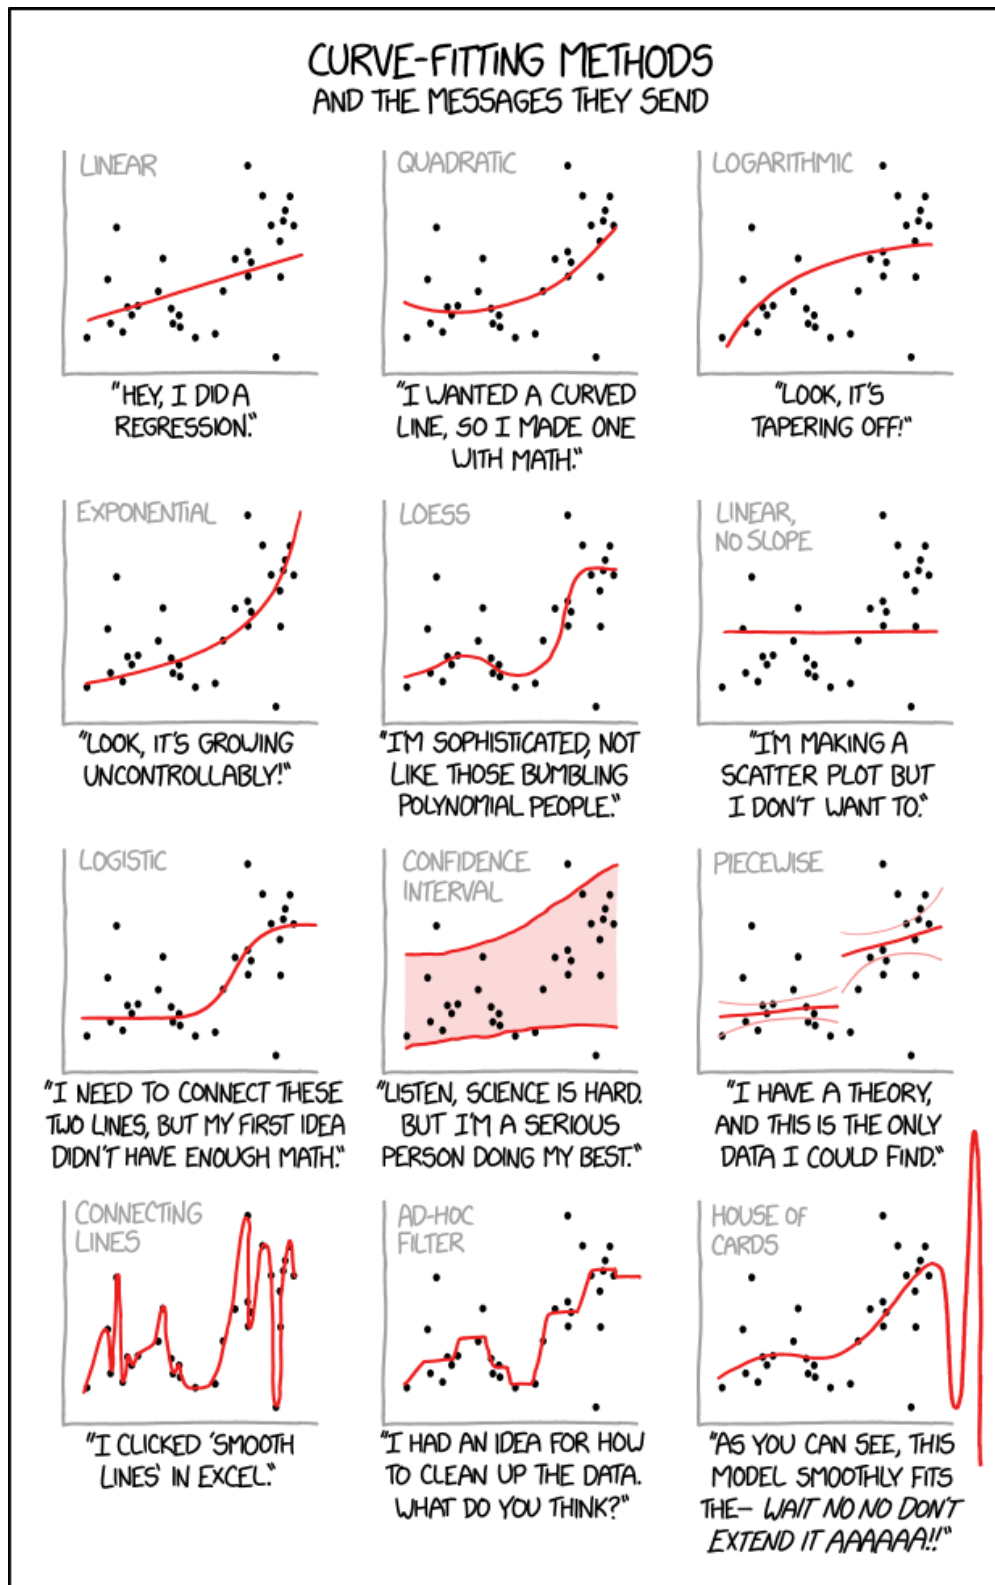 CURVE-FITTING METHODS
AND THE MESSAGES THEY SEND
LINEAR
"HEY, I DID A
REGRESSION."
QUADRATIC
"I WANTED A CURVED
LINE, SO I MADE ONE
WITH MATH."
LOGARITHMIC
"LOOK, IT'S
TAPERING OFF!"
EXPONENTIAL
"LOOK, IT'S GROWING
UNCONTROLLABLY!"
LOESS
"I'M SOPHISTICATED, NOT
LIKE THOSE BUMBLING
POLYNOMIAL PEOPLE."
LINEAR,
NO SLOPE
"I'M MAKING A
SCATTER PLOT BUT
I DON'T WANT TO."
LOGISTIC
"I NEED TO CONNECT THESE
TWO LINES, BUT MY FIRST IDEA
DIDN'T HAVE ENOUGH MATH."
CONFIDENCE
INTERVAL
"LISTEN, SCIENCE IS HARD.
BUT I'M A SERIOUS
PERSON DOING MY BEST."
PIECEWISE
"I HAVE A THEORY,
AND THIS IS THE ONLY
DATA I COULD FIND."
CONNECTING
LINES
"I CLICKED 'SMOOTH
LINES' IN EXCEL."
AD-HOC
FILTER
"I HAD AN IDEA FOR HOW
TO CLEAN UP THE DATA.
WHAT DO YOU THINK?"
HOUSE OF
CARDS
"AS YOU CAN SEE, THIS
MODEL SMOOTHLY FITS
THE- WAIT NO NO DON'T
EXTEND IT AAAAAA!!"